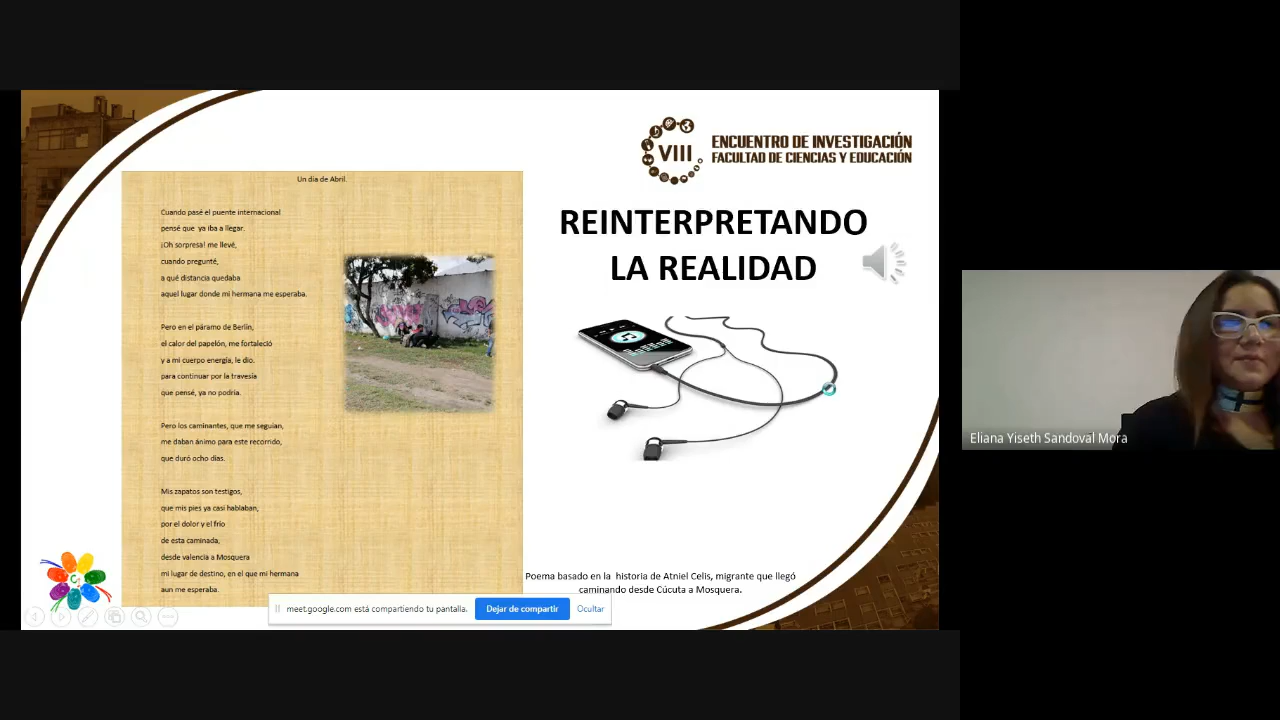 VIII
ENCUENTRO DE INVESTIGACIÓN
FACULTAD DE CIENCIAS Y EDUCACIÓN
Un día de Abril.
Cuando pasé el puente internacional
pensé que ya iba a llegar.
¡Oh sorpresa! me llevé,
cuando pregunté,
a qué distancia quedaba
aquel lugar donde mi hermana me esperaba.
Pero en el páramo de Berlín,
el calor del papelón, me fortaleció
y a mi cuerpo energía, le dio.
para continuar por la travesía
que pensé, ya no podría.
Pero los caminantes, que me seguían,
me daban ánimo para este recorrido,
que duró ocho días.
Mis zapatos son testigos,
que mis pies ya casi hablaban,
por el dolor y el frío
de esta caminada,
desde valencia a Mosquera
mi lugar de destino, en el que mi hermana
aun me esperaba.
REINTERPRETANDO
LA REALIDAD
Poema basado en la historia de Atniel Celis, migrante que llegó
caminando desde Cúcuta a Mosquera.
meet.google.com está compartiendo tu pantalla.
Dejar de compartir
Ocultar
Eliana Yiseth Sandoval Mora